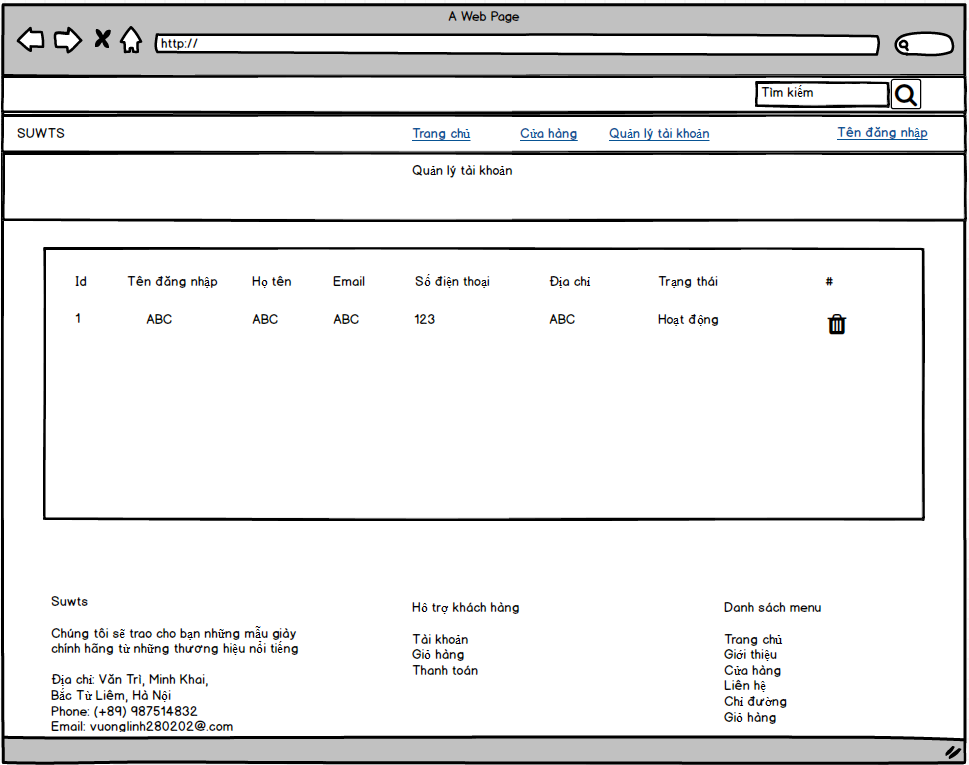 A Web Page
http://
Tìm kiếm
SUWTS
Trang chủ
Cửa hàng
Quản lý tài khoản
Tên đăng nhập
Quản lý tài khoản
Id Tên đăng nhập Họ tên Email Số điện thoại Địa chỉ Trạng thái #
1 ABC ABC ABC 123 ABC Hoạt động
Suwts
Chúng tôi sẽ trao cho bạn những mẫu giày
chính hãng từ những thương hiệu nổi tiếng
Địa chỉ: Văn Trì, Minh Khai,
Bắc Từ Liêm, Hà Nội
Phone: (+89) 987514832
Email: vuonglinh280202@.com
Hỗ trợ khách hàng
Tài khoản
Giỏ hàng
Thanh toán
Danh sách menu
Trang chủ
Giới thiệu
Cửa hàng
Liên hệ
Chỉ đường
Giỏ hàng